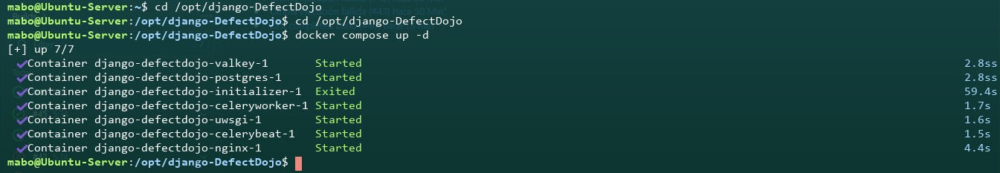 mabo@Ubuntu-Server:~$ cd /opt/django-DefectDojo
mabo@Ubuntu-Server:/opt/django-DefectDojo$ cd /opt/django-DefectDojo
mabo@Ubuntu-Server:/opt/django-DefectDojo$ docker compose up -d
[+] up 7/7
✔Container django-defectdojo-valkey-1 Started 2.8ss
✔Container django-defectdojo-postgres-1 Started 2.8ss
✔Container django-defectdojo-initializer-1 Exited 59.4s
✔Container django-defectdojo-celeryworker-1 Started 1.7s
✔Container django-defectdojo-uwsgi-1 Started 1.6s
✔Container django-defectdojo-celerybeat-1 Started 1.5s
✔Container django-defectdojo-nginx-1 Started 4.4s
mabo@Ubuntu-Server:/opt/django-DefectDojo$